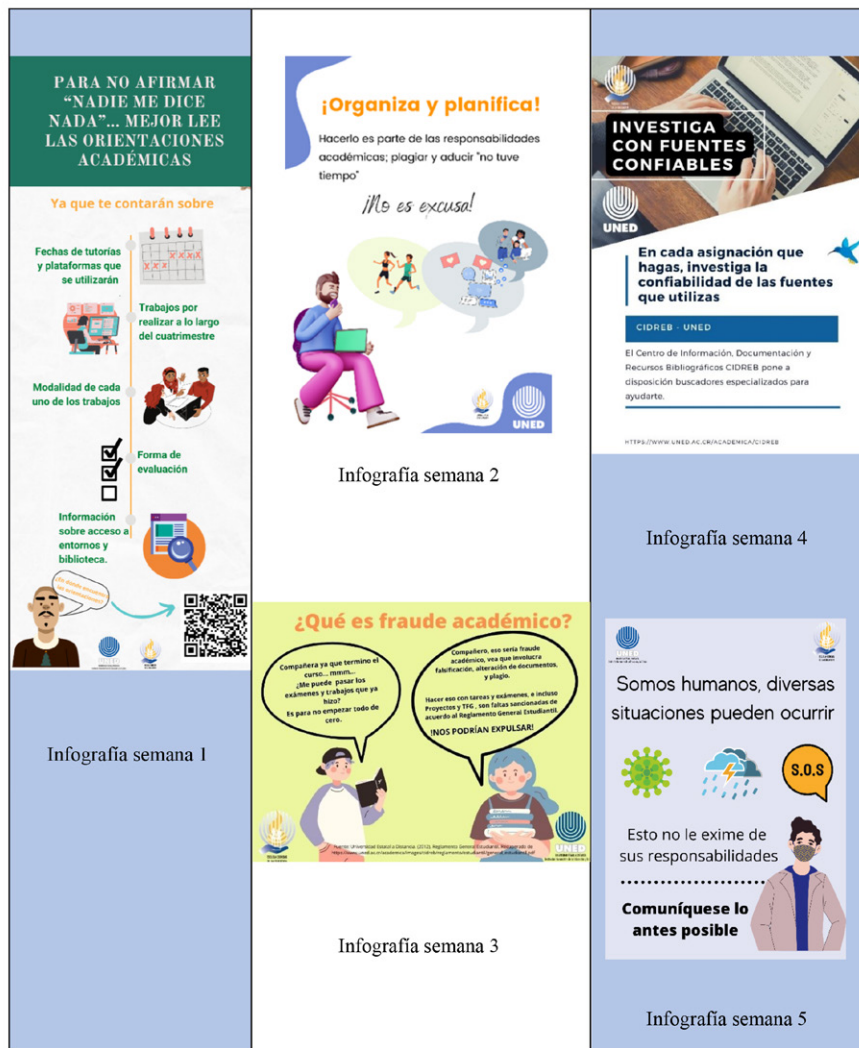 PARA NO AFIRMAR
“NADIE ME DICE
NADA”... MEJOR LEE
LAS ORIENTACIONES
ACADÉMICAS
Ya que te contarán sobre
Fechas de tutorías
y plataformas que
se utilizarán
Trabajos por
realizar a lo largo
del cuatrimestre
Modalidad de cada
uno de los trabajos
Forma de
evaluación
Información
sobre acceso a
entornos y
biblioteca.
UNED
Infografía semana 1
¡Organiza y planifica!
Hacerlo es parte de las responsabilidades
académicas; plagiar y aducir "no tuve
tiempo"
¡No es excusa!
UNED
Infografía semana 2
¿Qué es fraude académico?
Compañera ya que termino el
curso... mmm...
¿Me puede pasar los
exámenes y trabajos que ya
hizo?
Es para no empezar todo de
cero.
Compañero, eso sería fraude
académico, vea que involucra
falsificación, alteración de documentos,
y plagio.
Hacer eso con tareas y exámenes, e incluso
Proyectos y TFG , son faltas sancionadas de
acuerdo al Reglamento General Estudiantil.
!NOS PODRÍAN EXPULSAR!
UNED
Infografía semana 3
INVESTIGA
CON FUENTES
CONFIABLES
UNED
En cada asignación que
hagas, investiga la
confiabilidad de las fuentes
que utilizas
CIDREB - UNED
El Centro de Información, Documentación y
Recursos Bibliográficos CIDREB pone a
disposición buscadores especializados para
ayudarte.
HTTPS://WWW.UNED.AC.CR/ACADEMICA/CIDREB
Infografía semana 4
UNED
Somos humanos, diversas
situaciones pueden ocurrir
S.O.S
Esto no le exime de
sus responsabilidades
Comuníquese lo
antes posible
Infografía semana 5